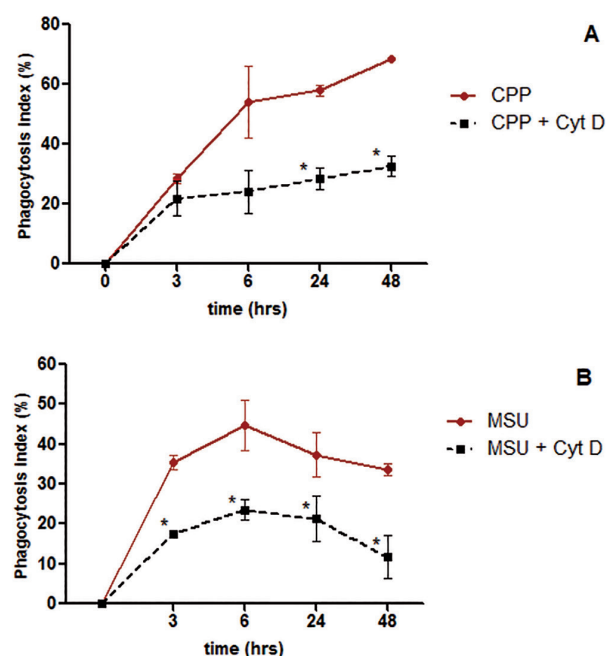 A
Phagocytosis Index (%)
80
60
40
20
0
* *
0 3 6 24 48
time (hrs)
CPP
CPP + Cyt D
B
Phagocytosis Index (%)
60
50
40
30
20
10
0
* * * *
3 6 24 48
time (hrs)
MSU
MSU + Cyt D